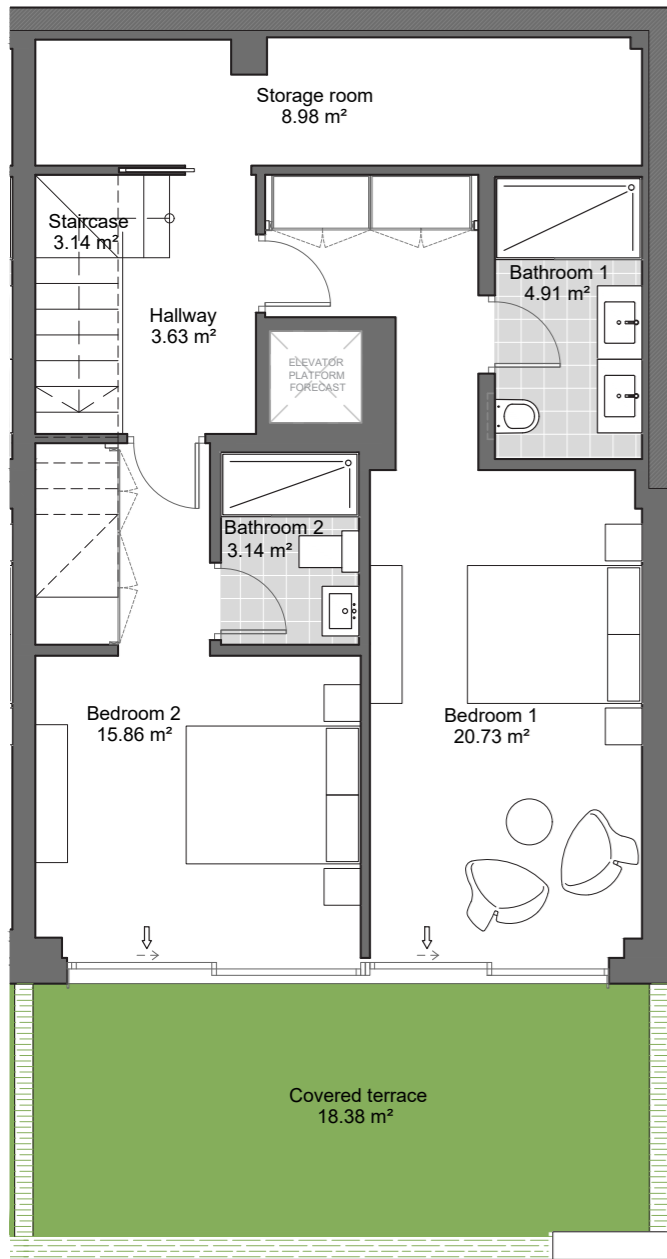 Storage room
8.98 m²
Staircase
3.14 m²
Bathroom 1
4.91 m²
Hallway
3.63 m²
ELEVATOR
PLATFORM
FORECAST
Bathroom 2
3.14 m²
Bedroom 2
15.86 m²
Bedroom 1
20.73 m²
Covered terrace
18.38 m²